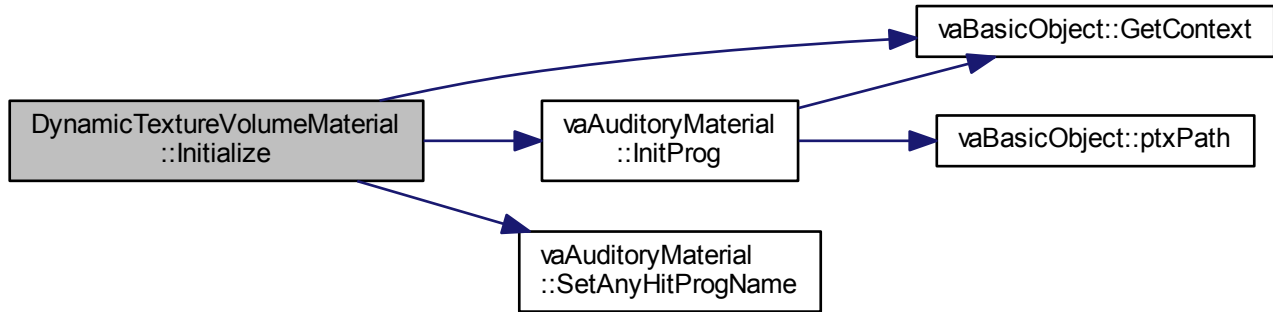 DynamicTextureVolumeMaterial
::Initialize
vaBasicObject::GetContext
vaAuditoryMaterial
::InitProg
vaBasicObject::ptxPath
vaAuditoryMaterial
::SetAnyHitProgName